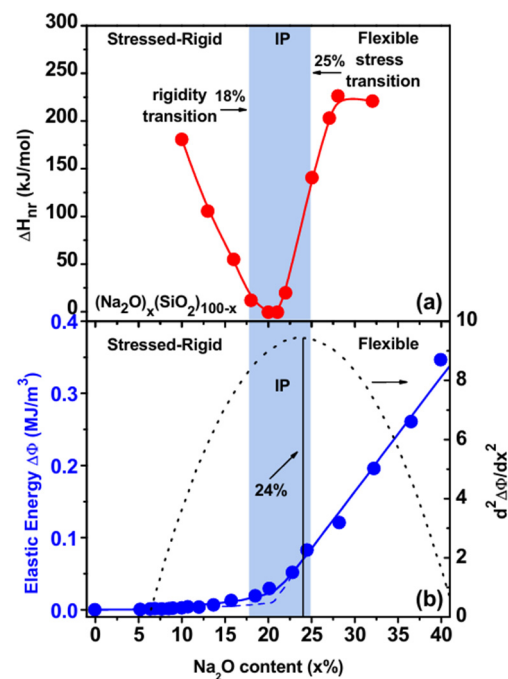 300
250
200
150
100
50
0
ΔH_nr (kJ/mol)
Stressed-Rigid
IP
Flexible
25% stress
transition
rigidity 18%
transition
(Na₂O)ₓ(SiO₂)₁₀₀₋ₓ
(a)
0.4
0.3
0.2
0.1
0.0
Elastic Energy ΔΦ (MJ/m³)
Stressed-Rigid
Flexible
IP
24%
(b)
10
8
6
4
2
0
d²ΔΦ/dx²
0 5 10 15 20 25 30 35 40
Na₂O content (x%)